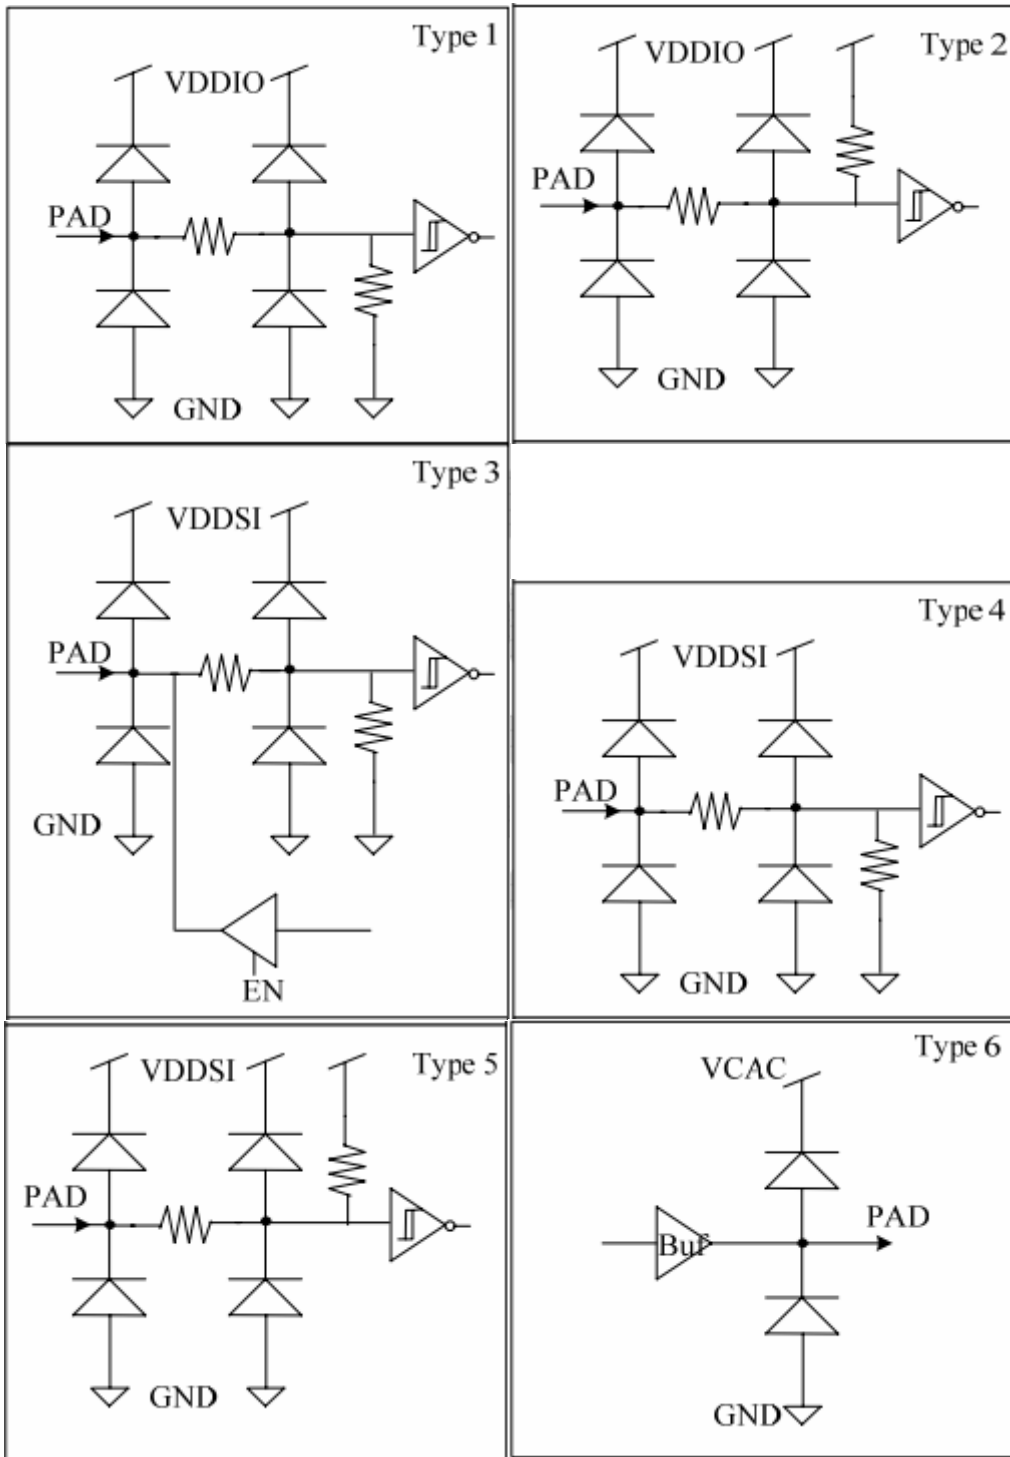 Type 1
VDDIO
PAD
GND
Type 2
VDDIO
PAD
GND
Type 3
VDDSI
PAD
GND
EN
Type 4
VDDSI
PAD
GND
Type 5
VDDSI
PAD
GND
Type 6
VCAC
PAD
Buf
GND